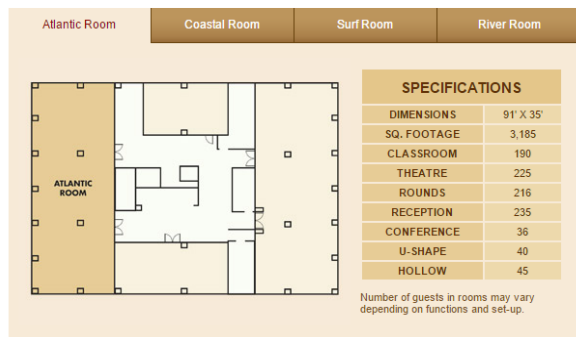 Atlantic Room Coastal Room Surf Room River Room
ATLANTIC
ROOM
SPECIFICATIONS
DIMENSIONS 91' X 35'
SQ. FOOTAGE 3,185
CLASSROOM 190
THEATRE 225
ROUNDS 216
RECEPTION 235
CONFERENCE 36
U-SHAPE 40
HOLLOW 45
Number of guests in rooms may vary
depending on functions and set-up.